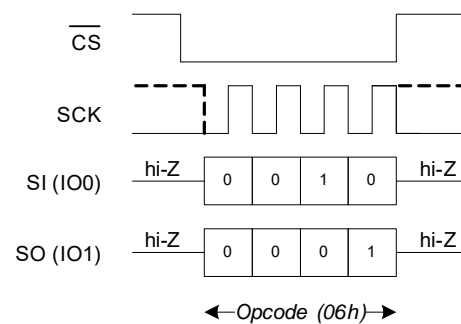 CS
SCK
SI (IO0) hi-Z 0 0 1 0 hi-Z
SO (IO1) hi-Z 0 0 0 1 hi-Z
Opcode (06h)